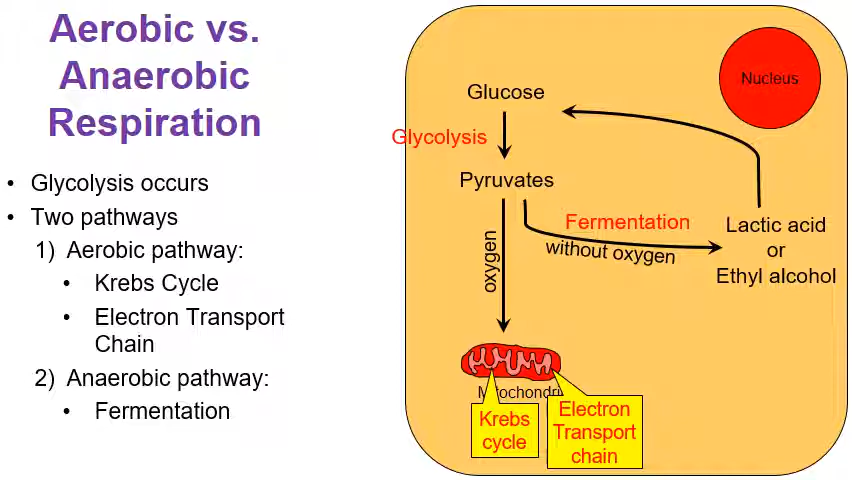 Aerobic vs.
Anaerobic
Respiration
• Glycolysis occurs
• Two pathways
1) Aerobic pathway:
• Krebs Cycle
• Electron Transport
Chain
2) Anaerobic pathway:
• Fermentation
Nucleus
Glucose
Glycolysis
Pyruvates
Fermentation
without oxygen
Lactic acid
or
Ethyl alcohol
oxygen
Krebs
cycle
Electron
Transport
chain